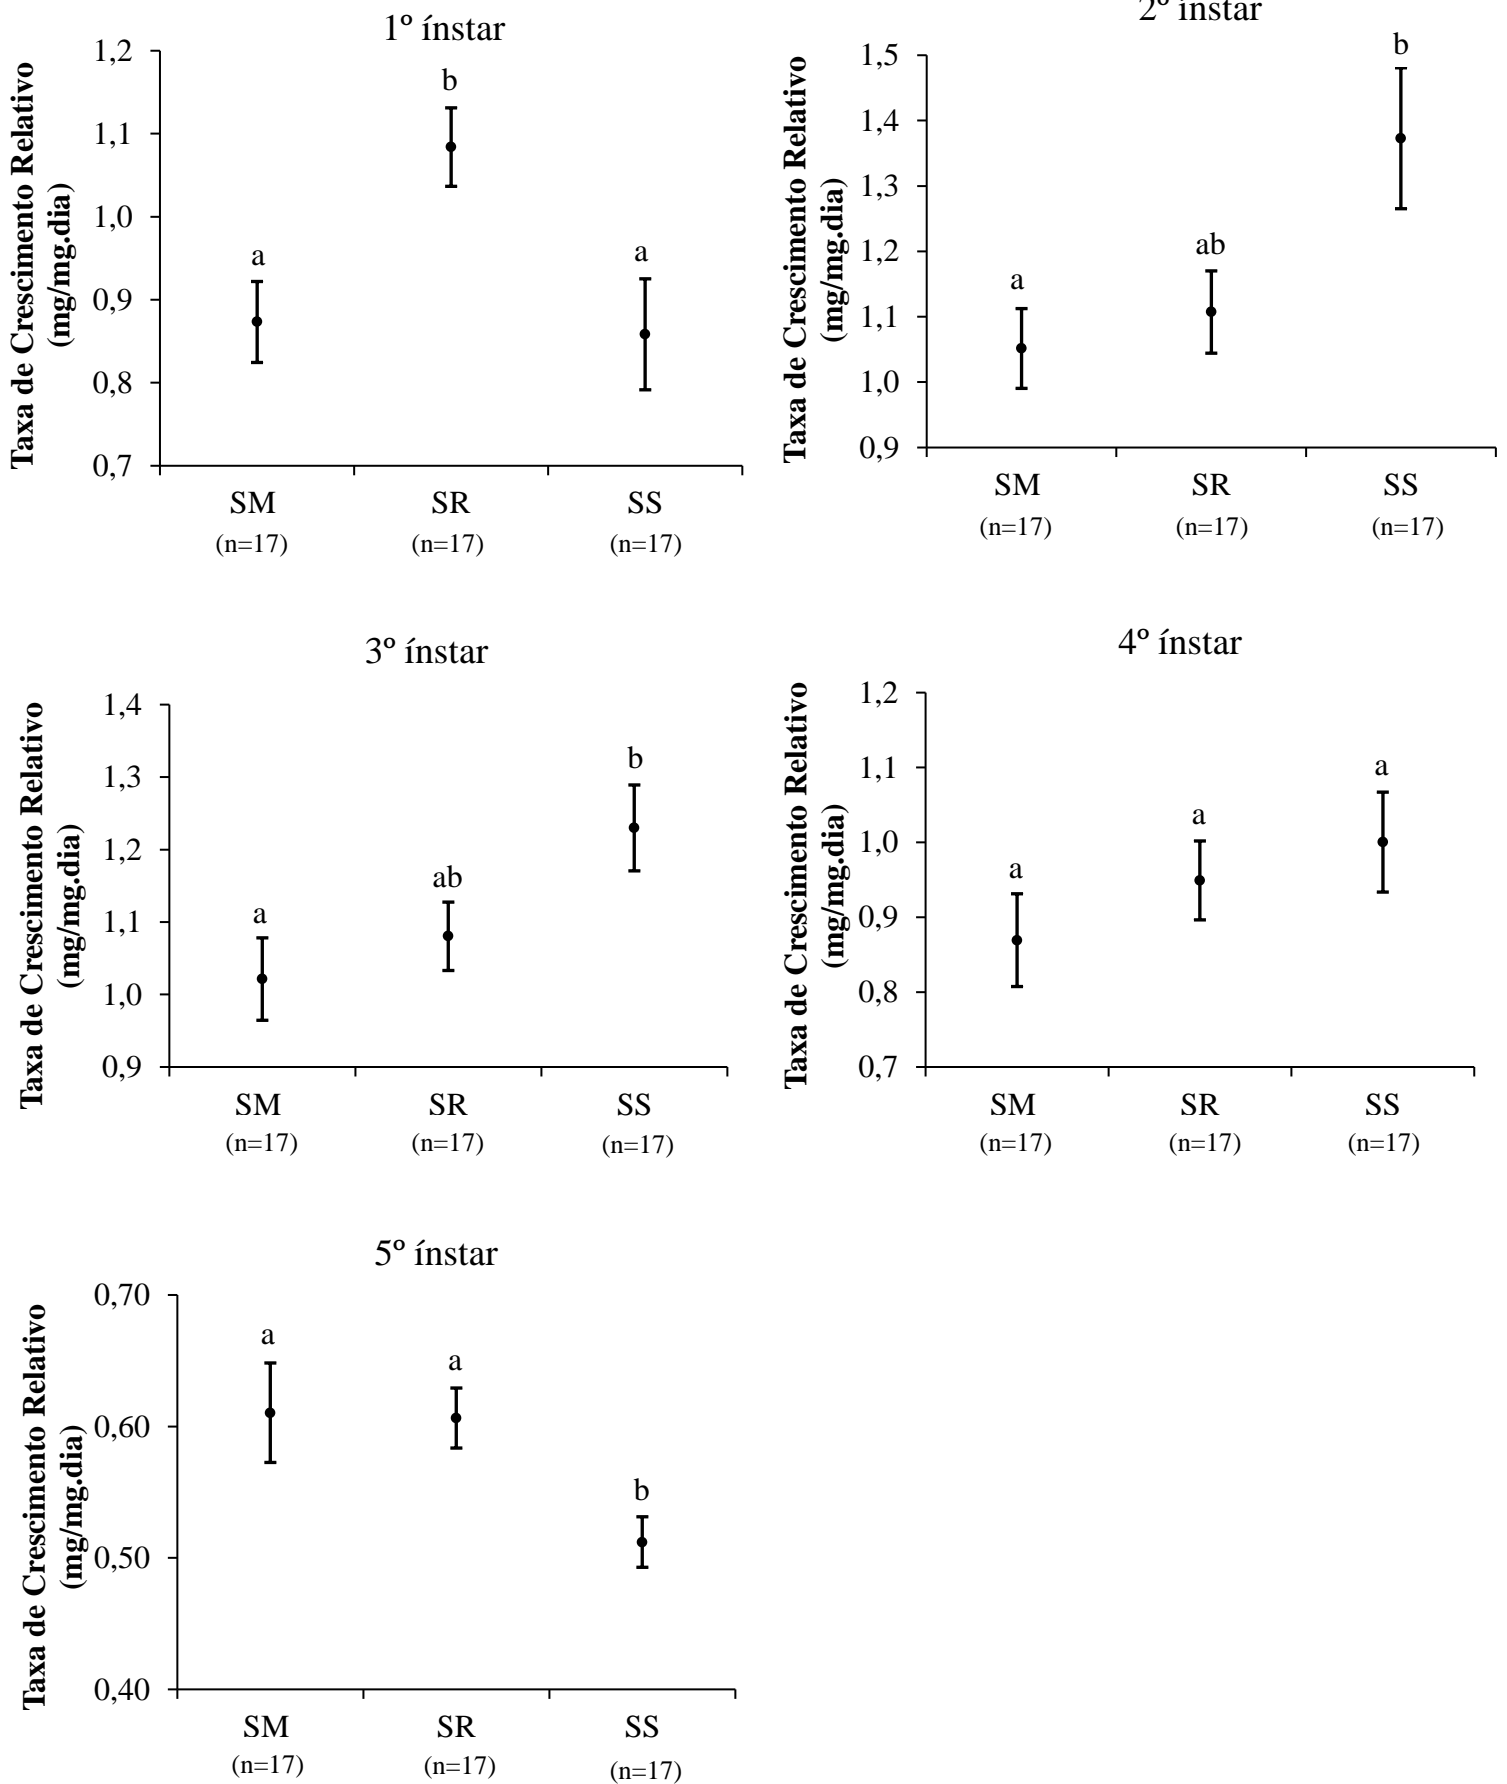 1º ínstar
Taxa de Crescimento Relativo
(mg/mg.dia)
1,2
1,1
1,0
0,9
0,8
0,7
a
b
a
SM
SR
SS
(n=17)
(n=17)
(n=17)
2º ínstar
Taxa de Crescimento Relativo
(mg/mg.dia)
1,5
1,4
1,3
1,2
1,1
1,0
0,9
a
ab
b
SM
SR
SS
(n=17)
(n=17)
(n=17)
3º ínstar
Taxa de Crescimento Relativo
(mg/mg.dia)
1,4
1,3
1,2
1,1
1,0
0,9
a
ab
b
SM
SR
SS
(n=17)
(n=17)
(n=17)
4º ínstar
Taxa de Crescimento Relativo
(mg/mg.dia)
1,2
1,1
1,0
0,9
0,8
0,7
a
a
a
SM
SR
SS
(n=17)
(n=17)
(n=17)
5º ínstar
Taxa de Crescimento Relativo
(mg/mg.dia)
0,70
0,60
0,50
0,40
a
a
b
SM
SR
SS
(n=17)
(n=17)
(n=17)